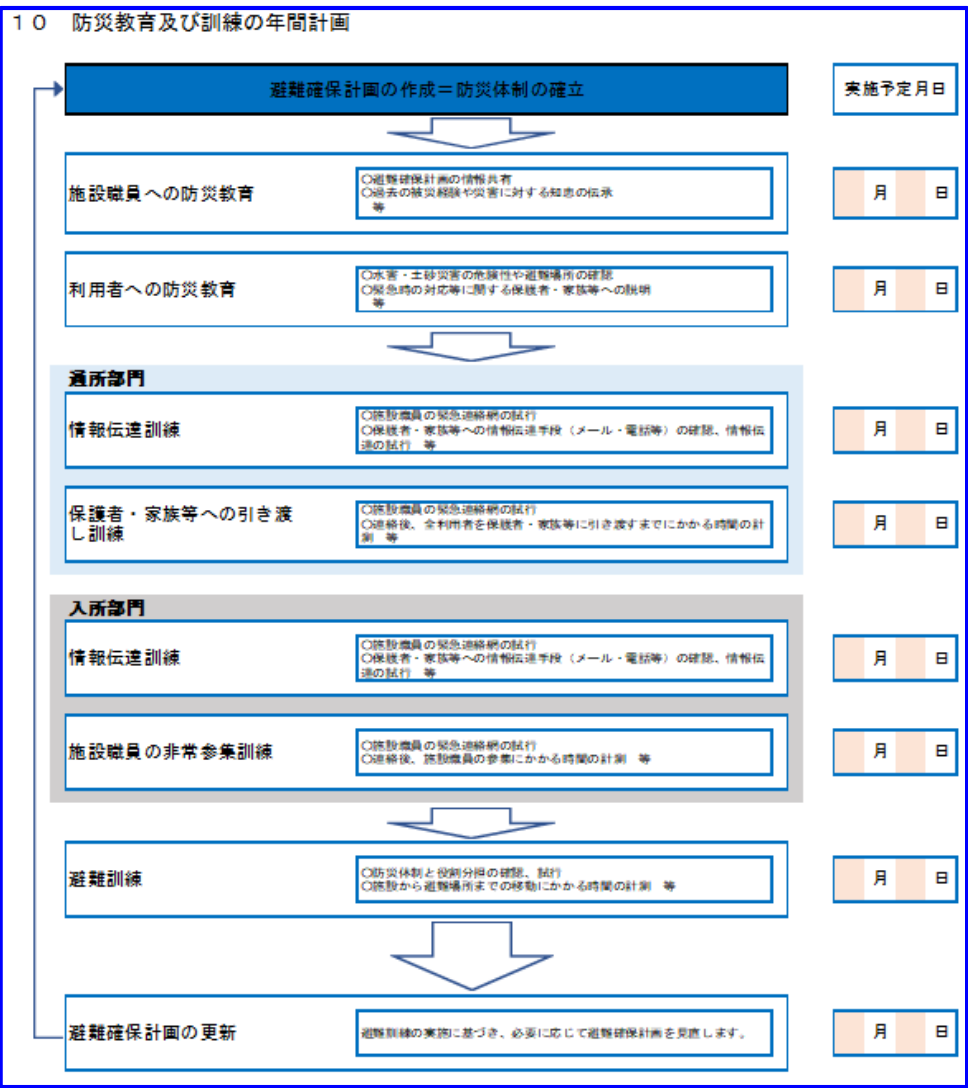 １０　防災教育及び訓練の年間計画
避難確保計画の作成＝防災体制の確立
実施予定月日
施設職員への防災教育
○避難確保計画の情報共有
○過去の被災経験や災害に対する知恵の伝承
等
月　日
利用者への防災教育
○水害・土砂災害の危険性や避難場所の確認
○緊急時の対応等に関する保護者・家族等への説明
等
月　日
通所部門
情報伝達訓練
○施設職員の緊急連絡網の試行
○保護者・家族等への情報伝達手段（メール・電話等）の確認、情報伝
達の試行　等
月　日
保護者・家族等への引き渡
し訓練
○施設職員の緊急連絡網の試行
○連絡後、全利用者を保護者・家族等に引き渡すまでにかかる時間の計
測　等
月　日
入所部門
情報伝達訓練
○施設職員の緊急連絡網の試行
○保護者・家族等への情報伝達手段（メール・電話等）の確認、情報伝
達の試行　等
月　日
施設職員の非常参集訓練
○施設職員の緊急連絡網の試行
○連絡後、施設職員の参集にかかる時間の計測　等
月　日
避難訓練
○防災体制と役割分担の確認、試行
○施設から避難場所までの移動にかかる時間の計測　等
月　日
避難確保計画の更新
避難訓練の実施に基づき、必要に応じて避難確保計画を見直します。
月　日